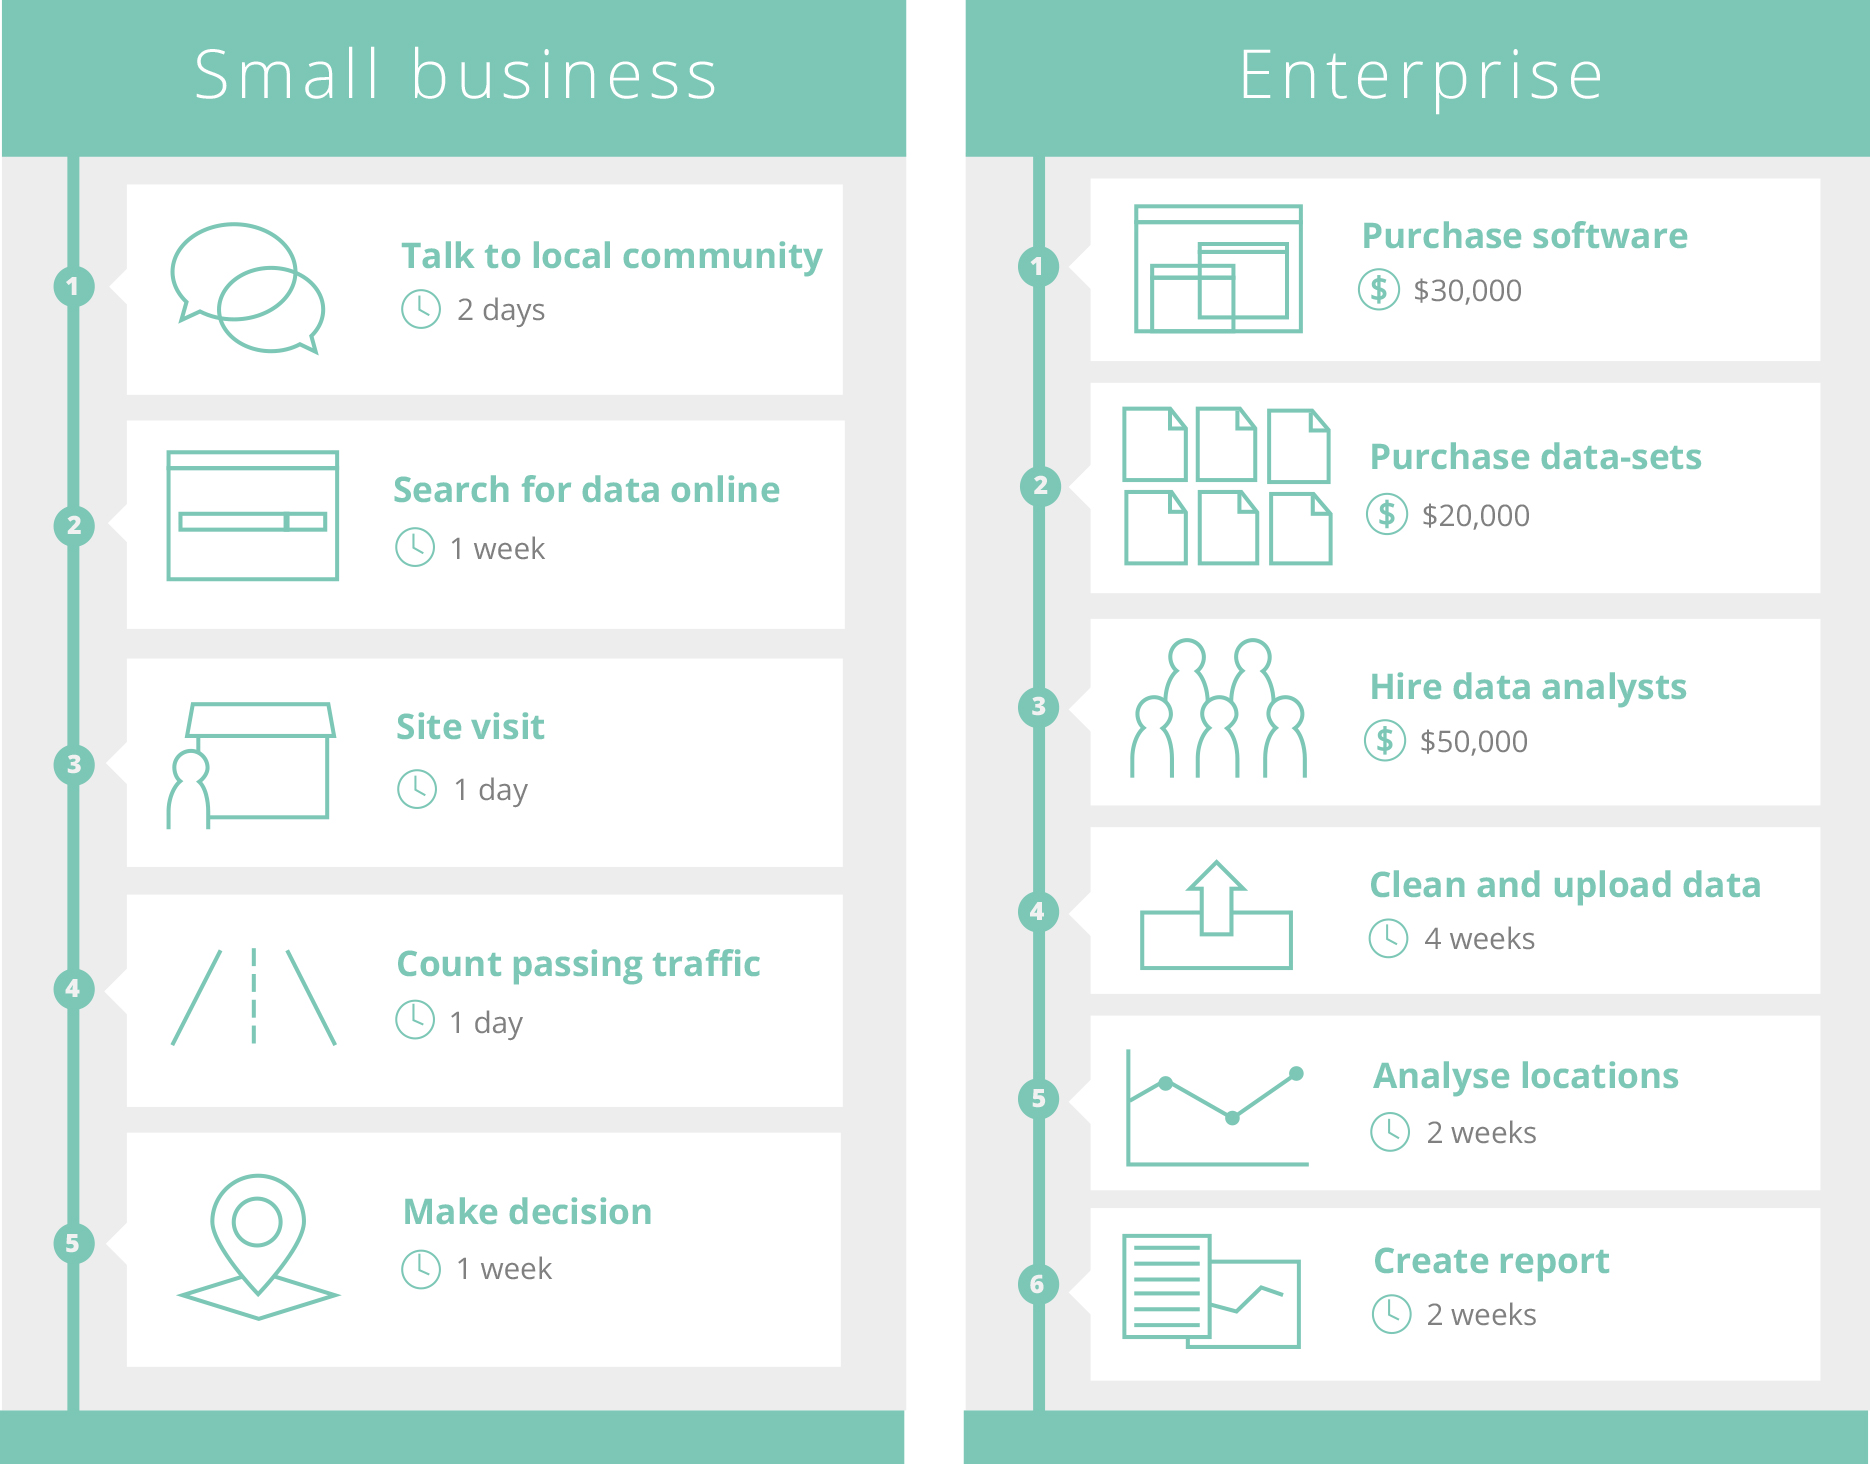 Small business
1
Talk to local community
2 days
2
Search for data online
1 week
3
Site visit
1 day
4
Count passing traffic
1 day
5
Make decision
1 week
Enterprise
1
Purchase software
$ $30,000
2
Purchase data-sets
$ $20,000
3
Hire data analysts
$ $50,000
4
Clean and upload data
4 weeks
5
Analyse locations
2 weeks
6
Create report
2 weeks